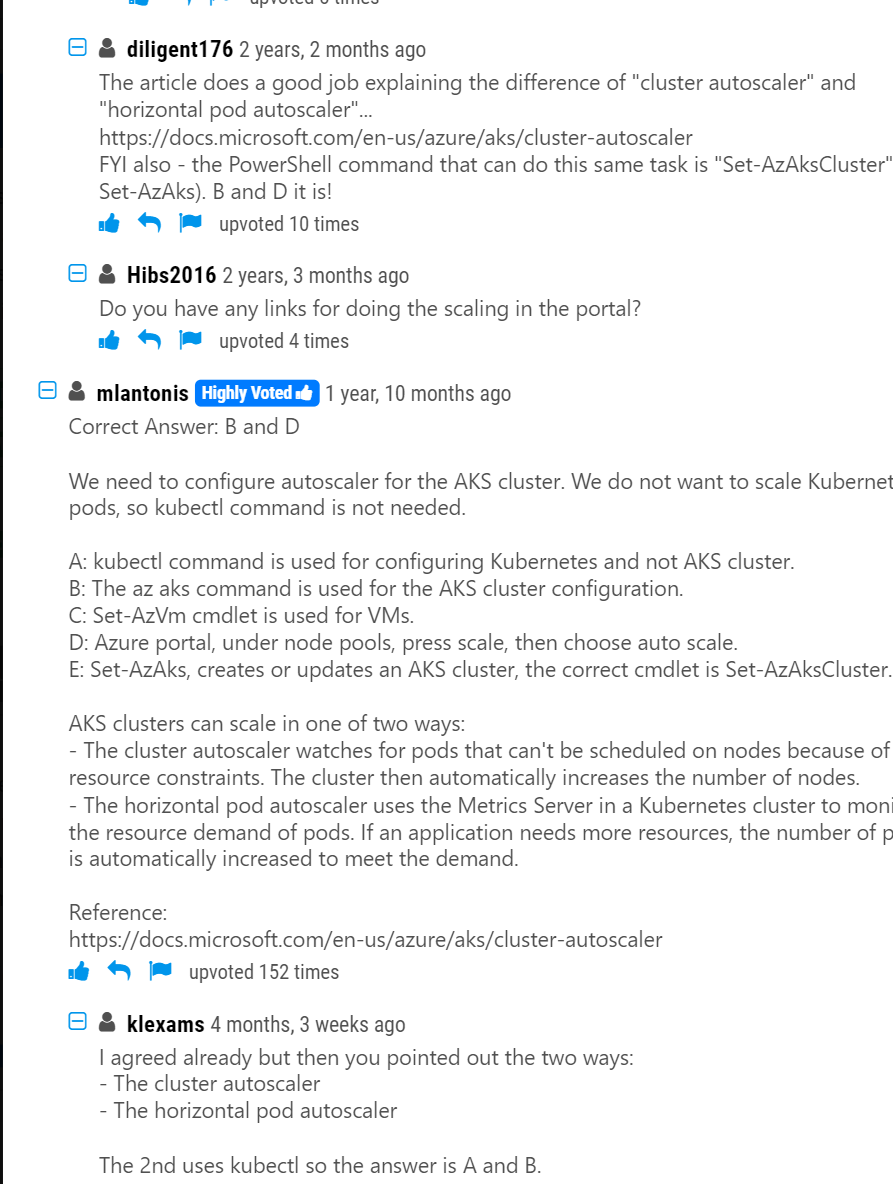 upvoted 6 times
diligent176 2 years, 2 months ago
The article does a good job explaining the difference of "cluster autoscaler" and
"horizontal pod autoscaler"...
https://docs.microsoft.com/en-us/azure/aks/cluster-autoscaler
FYI also - the PowerShell command that can do this same task is "Set-AzAksCluster"
Set-AzAks). B and D it is!
upvoted 10 times
Hibs2016 2 years, 3 months ago
Do you have any links for doing the scaling in the portal?
upvoted 4 times
mlantonis Highly Voted 1 year, 10 months ago
Correct Answer: B and D
We need to configure autoscaler for the AKS cluster. We do not want to scale Kubernet
pods, so kubectl command is not needed.
A: kubectl command is used for configuring Kubernetes and not AKS cluster.
B: The az aks command is used for the AKS cluster configuration.
C: Set-AzVm cmdlet is used for VMs.
D: Azure portal, under node pools, press scale, then choose auto scale.
E: Set-AzAks, creates or updates an AKS cluster, the correct cmdlet is Set-AzAksCluster.
AKS clusters can scale in one of two ways:
- The cluster autoscaler watches for pods that can't be scheduled on nodes because of
resource constraints. The cluster then automatically increases the number of nodes.
- The horizontal pod autoscaler uses the Metrics Server in a Kubernetes cluster to moni
the resource demand of pods. If an application needs more resources, the number of p
is automatically increased to meet the demand.
Reference:
https://docs.microsoft.com/en-us/azure/aks/cluster-autoscaler
upvoted 152 times
klexams 4 months, 3 weeks ago
I agreed already but then you pointed out the two ways:
- The cluster autoscaler
- The horizontal pod autoscaler
The 2nd uses kubectl so the answer is A and B.